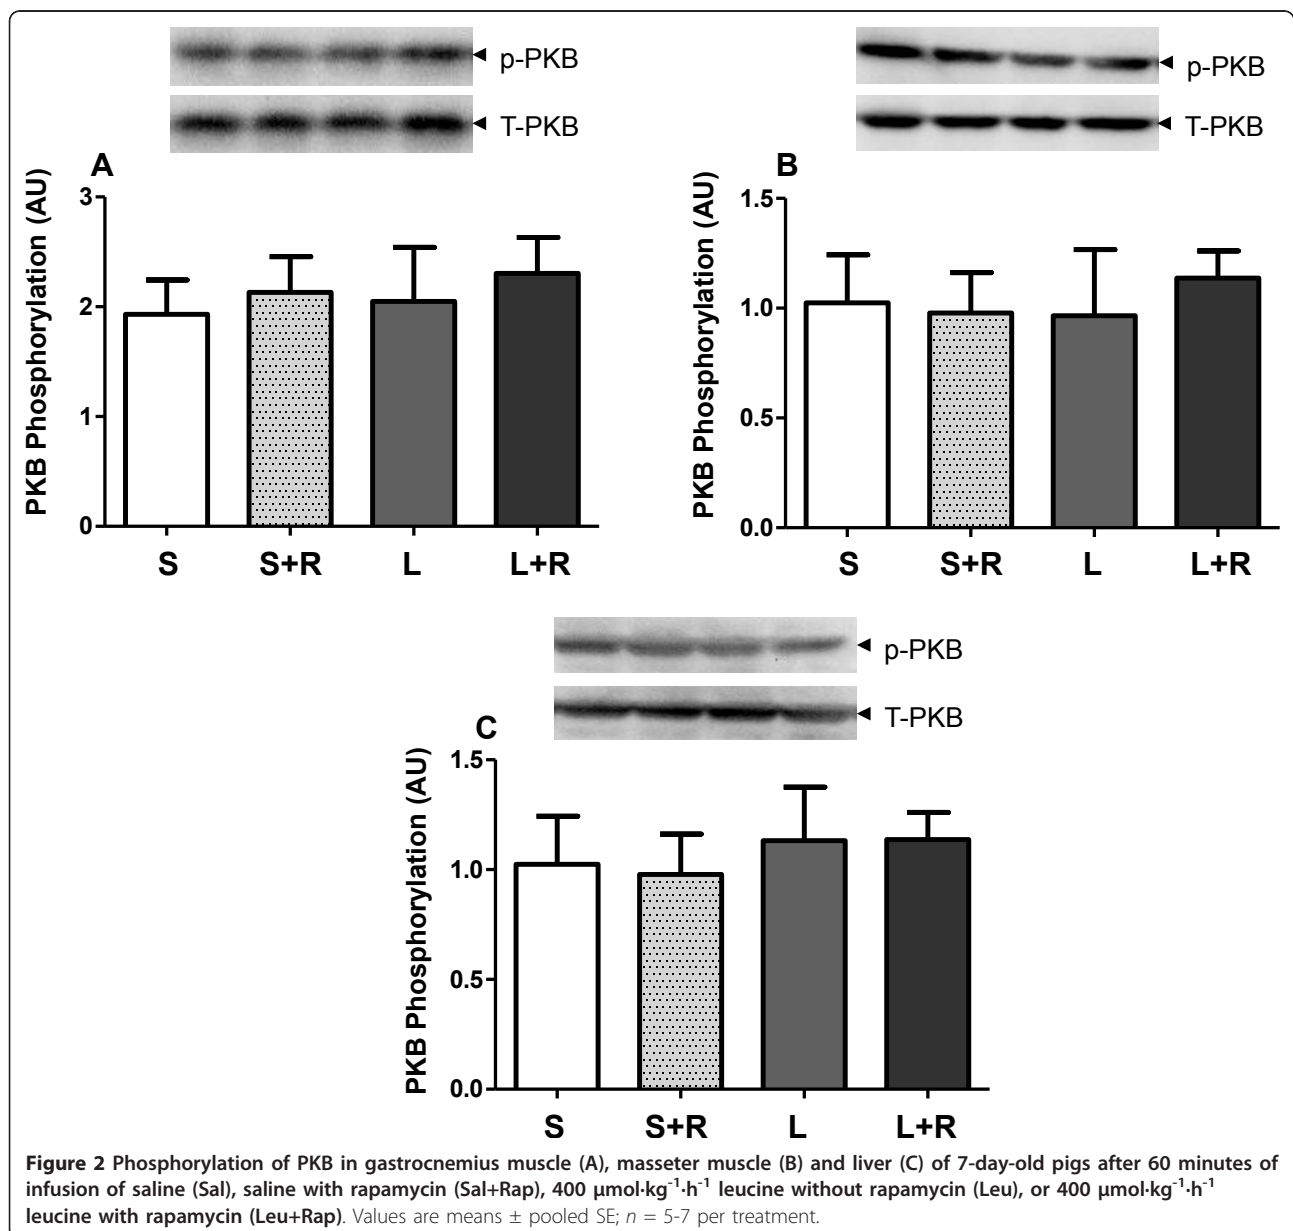 p-PKB
T-PKB
A
PKB Phosphorylation (AU)
3
2
1
0
S S+R L L+R
p-PKB
T-PKB
B
PKB Phosphorylation (AU)
1.5
1.0
0.5
0.0
S S+R L L+R
p-PKB
T-PKB
C
PKB Phosphorylation (AU)
1.5
1.0
0.5
0.0
S S+R L L+R
Figure 2 Phosphorylation of PKB in gastrocnemius muscle (A), masseter muscle (B) and liver (C) of 7-day-old pigs after 60 minutes of
infusion of saline (Sal), saline with rapamycin (Sal+Rap), 400 μmol·kg⁻¹·h⁻¹ leucine without rapamycin (Leu), or 400 μmol·kg⁻¹·h⁻¹
leucine with rapamycin (Leu+Rap). Values are means ± pooled SE; n = 5-7 per treatment.